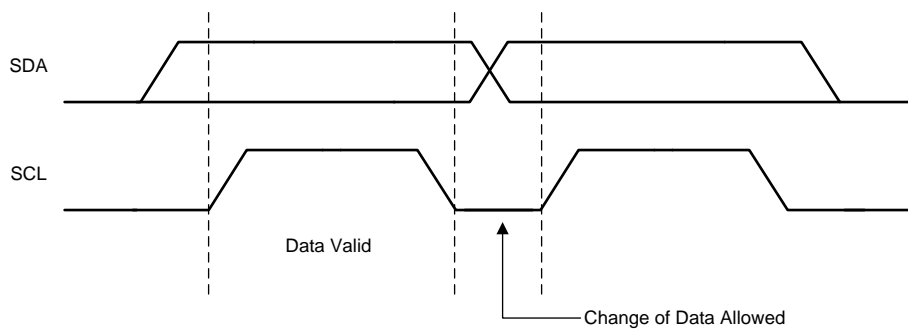 SDA
SCL
Data Valid
Change of Data Allowed